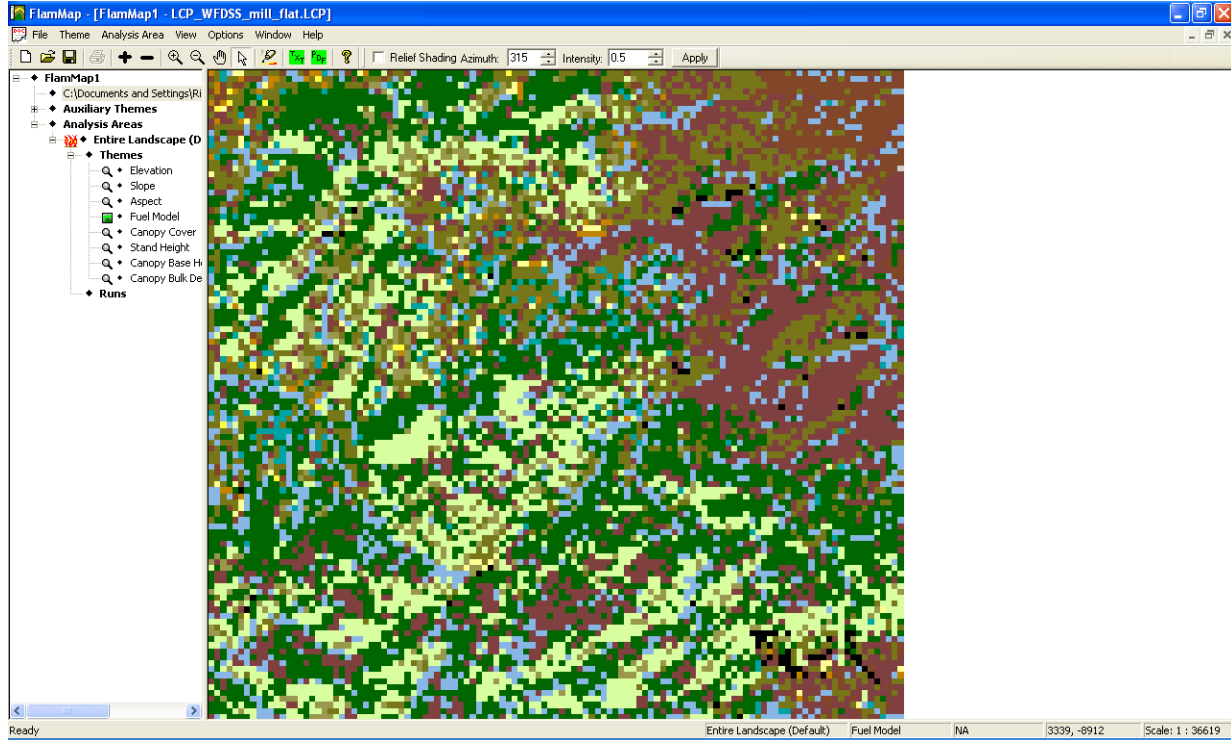 FlamMap - [FlamMap1 - LCP_WFDSS_mill_flat.LCP]
File Theme Analysis Area View Options Window Help
Relief Shading Azimuth: 315 Intensity: 0.5 Apply
FlamMap1
C:\Documents and Settings\Ri
Auxiliary Themes
Analysis Areas
Entire Landscape (D
Themes
Elevation
Slope
Aspect
Fuel Model
Canopy Cover
Stand Height
Canopy Base H
Canopy Bulk De
Runs
Ready Entire Landscape (Default) Fuel Model NA 3339, -8912 Scale: 1 : 36619